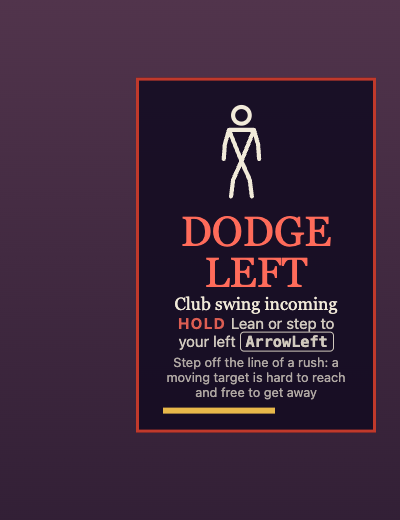 DODGE
LEFT
Club swing incoming
HOLD Lean or step to
your left ArrowLeft
Step off the line of a rush: a
moving target is hard to reach
and free to get away